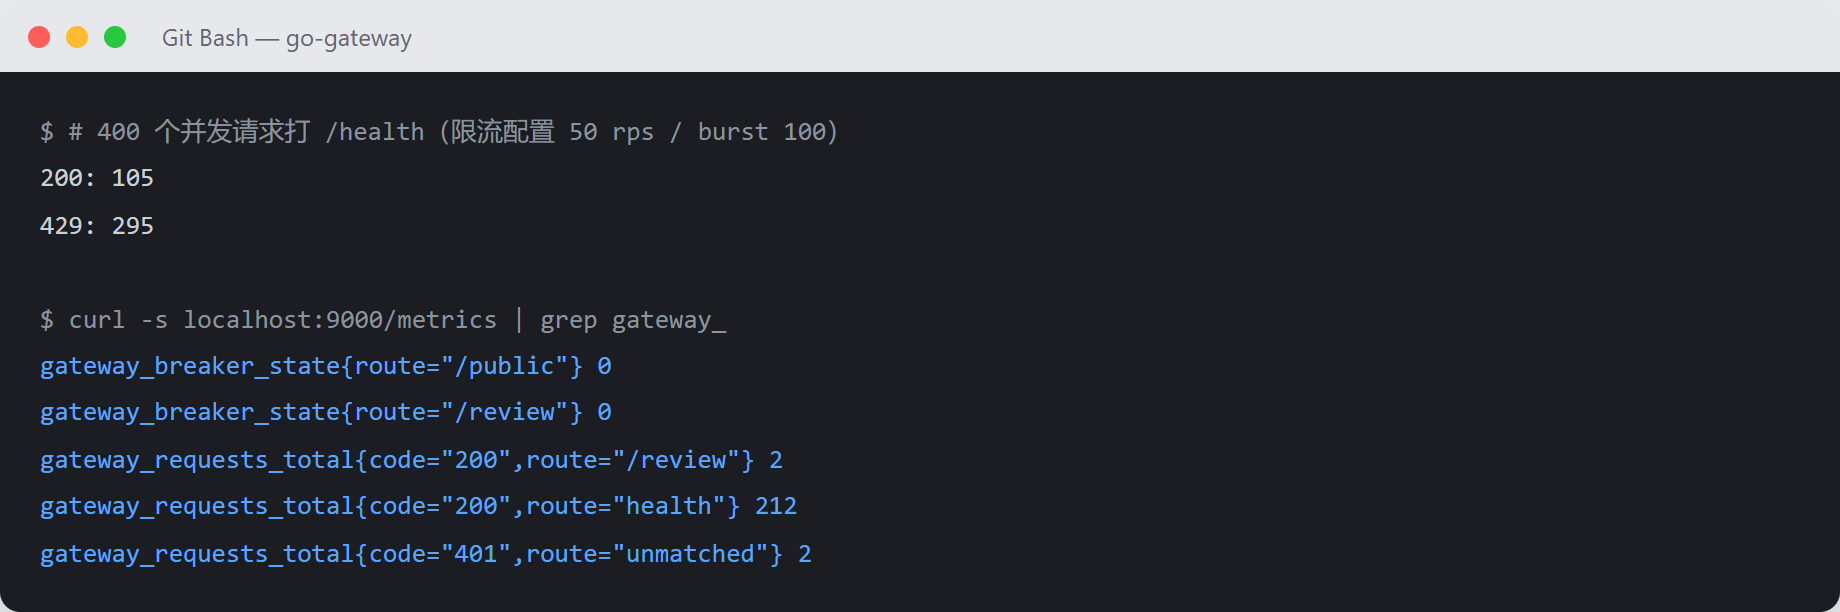 Git Bash — go-gateway
$ # 400 个并发请求打 /health（限流配置 50 rps / burst 100）
200: 105
429: 295
$ curl -s localhost:9000/metrics | grep gateway_
gateway_breaker_state{route="/public"} 0
gateway_breaker_state{route="/review"} 0
gateway_requests_total{code="200",route="/review"} 2
gateway_requests_total{code="200",route="health"} 212
gateway_requests_total{code="401",route="unmatched"} 2